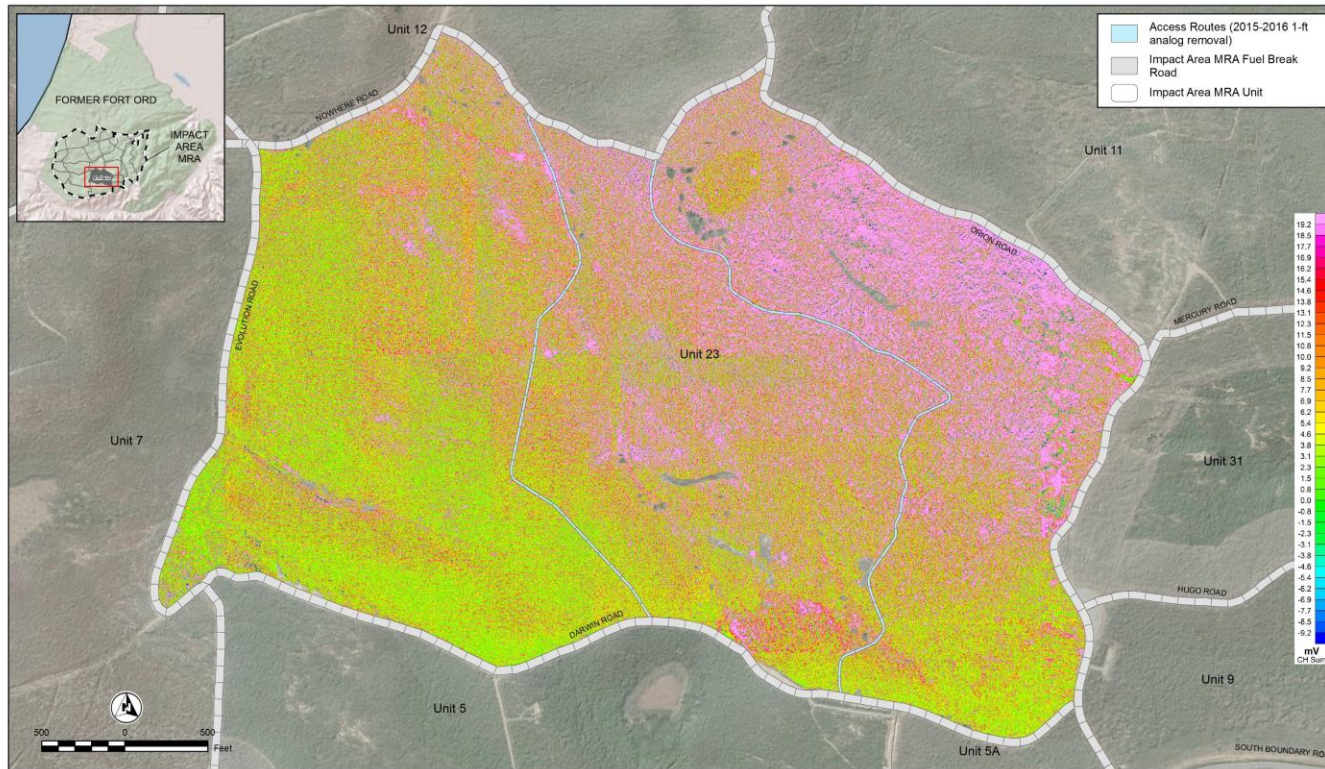 FORMER FORT ORD
IMPACT
AREA
MRA
Unit 12
NOWHERE ROAD
Access Routes (2015-2016 1-ft
analog removal)
Impact Area MRA Fuel Break
Road
Impact Area MRA Unit
Unit 11
ORION ROAD
EVOLUTION ROAD
MERCURY ROAD
Unit 23
Unit 7
Unit 31
HUGO ROAD
DARWIN ROAD
Unit 9
Unit 5
Unit 5A
SOUTH BOUNDARY RO
19.2
18.5
17.7
16.9
16.2
15.4
14.6
13.8
13.1
12.3
11.5
10.8
10.0
9.2
8.5
7.7
6.9
6.2
5.4
4.6
3.8
3.1
2.3
1.5
0.8
0.0
-0.8
-1.5
-2.3
-3.1
-3.8
-4.6
-5.4
-6.2
-6.9
-7.7
-8.5
-9.2
mV
CH Sum
N
500 0 500
Feet